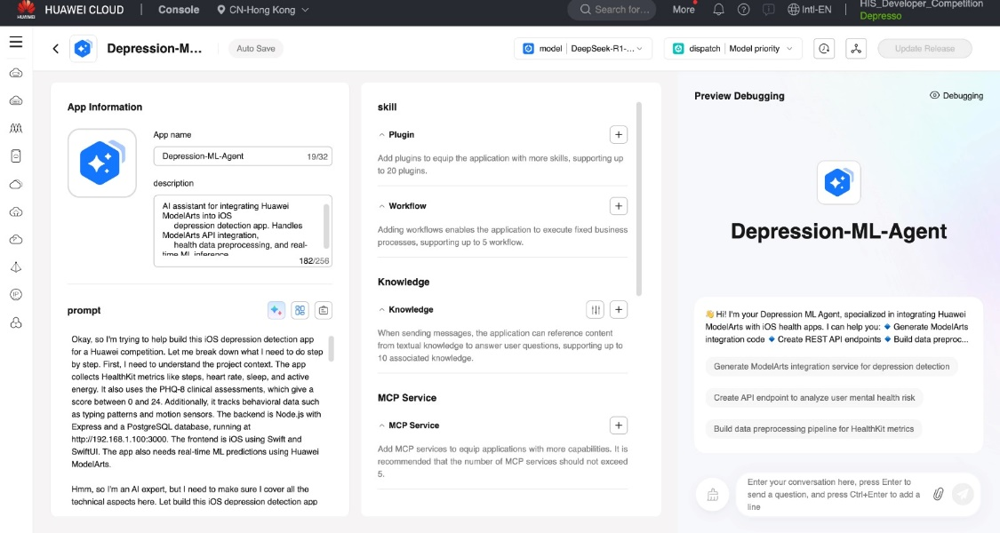 HUAWEI
HUAWEI CLOUD
Console
CN-Hong Kong
Search for...
More
Intl-EN
HIS_Developer_Competition
Depresso
Depression-M...
Auto Save
model | DeepSeek-R1-...
dispatch | Model priority
Update Release
App Information
App name
Depression-ML-Agent 19/32
description
AI assistant for integrating Huawei
ModelArts into iOS
depression detection app. Handles
ModelArts API integration,
health data preprocessing, and real-
time ML inference
182/256
prompt
Okay, so I'm trying to help build this iOS depression detection app
for a Huawei competition. Let me break down what I need to do step
by step. First, I need to understand the project context. The app
collects HealthKit metrics like steps, heart rate, sleep, and active
energy. It also uses the PHQ-8 clinical assessments, which give a
score between 0 and 24. Additionally, it tracks behavioral data such
as typing patterns and motion sensors. The backend is Node.js with
Express and a PostgreSQL database, running at
http://192.168.1.100:3000. The frontend is iOS using Swift and
SwiftUI. The app also needs real-time ML predictions using Huawei
ModelArts.
Hmm, so I'm an AI expert, but I need to make sure I cover all the
technical aspects here. Let build this iOS depression detection app
skill
Plugin
Add plugins to equip the application with more skills, supporting up
to 20 plugins.
Workflow
Adding workflows enables the application to execute fixed business
processes, supporting up to 5 workflow.
Knowledge
Knowledge
When sending messages, the application can reference content
from textual knowledge to answer user questions, supporting up to
10 associated knowledge.
MCP Service
MCP Service
Add MCP services to equip applications with more capabilities. It is
recommended that the number of MCP services should not exceed
5.
Preview Debugging
Debugging
Depression-ML-Agent
👋 Hi! I'm your Depression ML Agent, specialized in integrating Huawei
ModelArts with iOS health apps. I can help you: 🔹 Generate ModelArts
integration code 🔹 Create REST API endpoints 🔹 Build data preproc...
Generate ModelArts integration service for depression detection
Create API endpoint to analyze user mental health risk
Build data preprocessing pipeline for HealthKit metrics
Enter your conversation here, press Enter to
send a question, and press Ctrl+Enter to add a
line